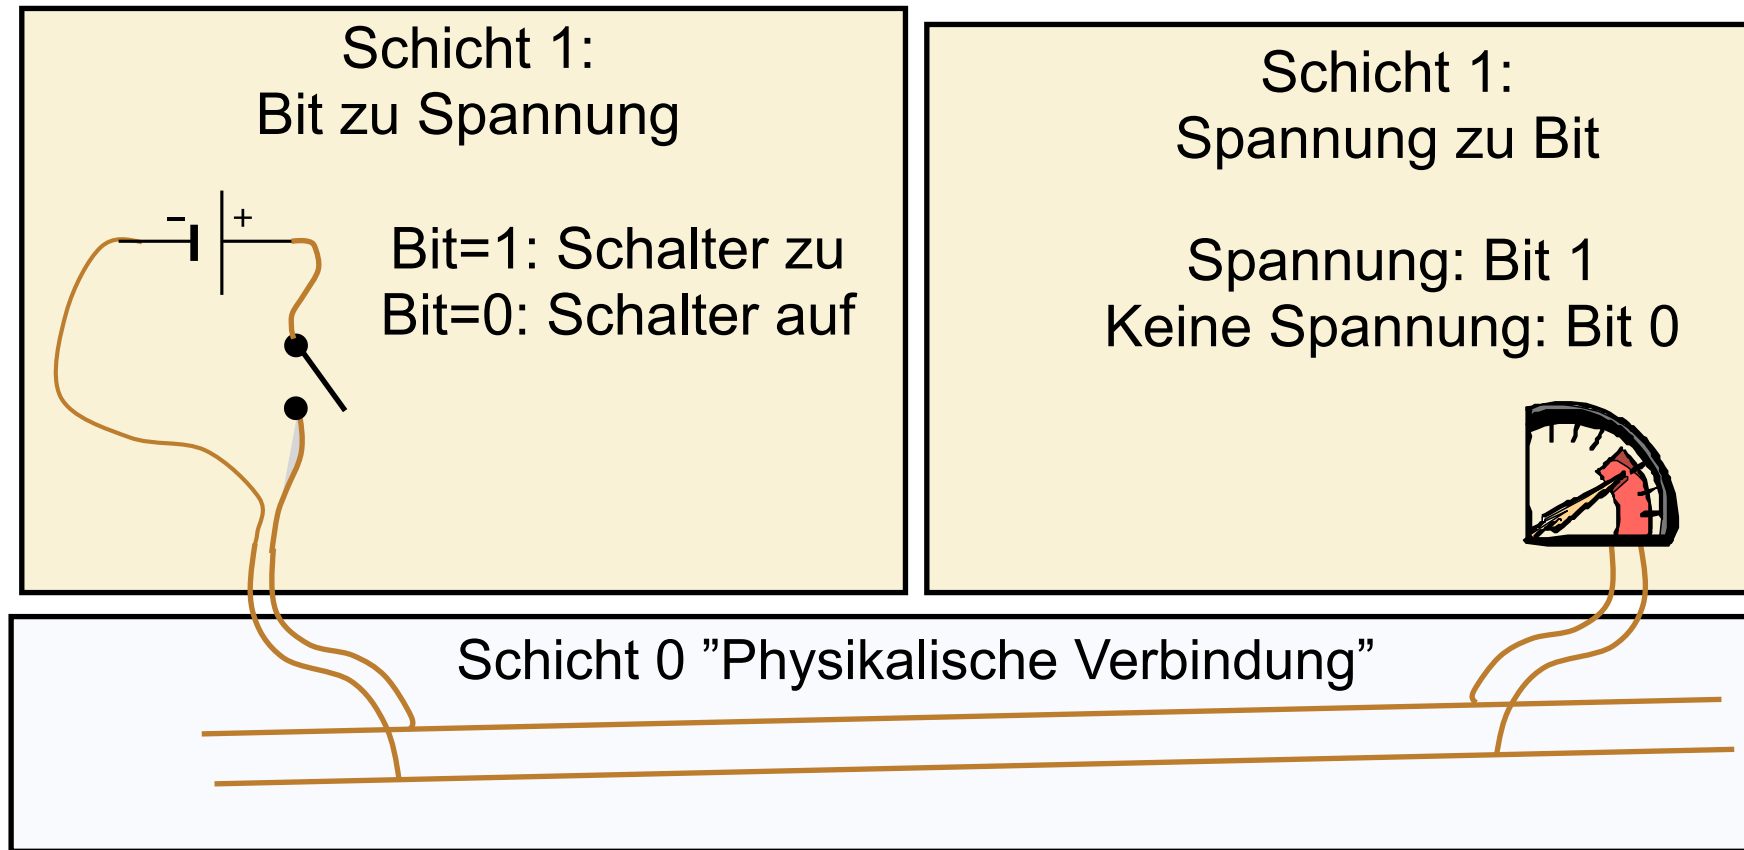 Schicht 1:
Bit zu Spannung
− +
Bit=1: Schalter zu
Bit=0: Schalter auf
Schicht 1:
Spannung zu Bit
Spannung: Bit 1
Keine Spannung: Bit 0
Schicht 0 ”Physikalische Verbindung”